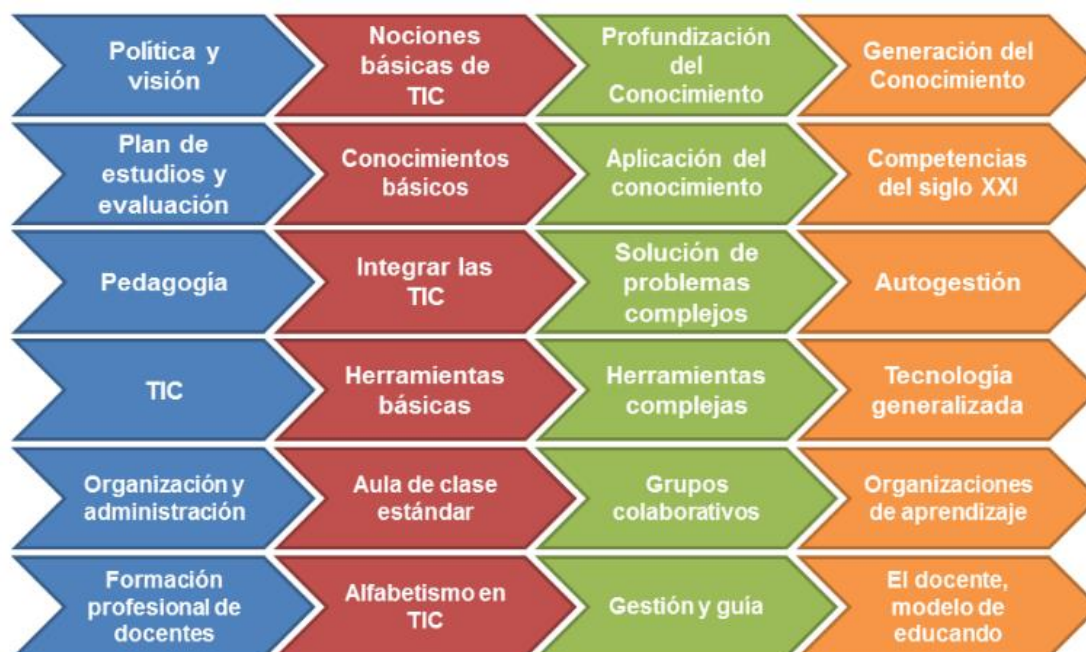 Política y
visión
Nociones
básicas de
TIC
Profundización
del
Conocimiento
Generación del
Conocimiento
Plan de
estudios y
evaluación
Conocimientos
básicos
Aplicación del
conocimiento
Competencias
del siglo XXI
Pedagogía
Integrar las
TIC
Solución de
problemas
complejos
Autogestión
TIC
Herramientas
básicas
Herramientas
complejas
Tecnología
generalizada
Organización y
administración
Aula de clase
estándar
Grupos
colaborativos
Organizaciones
de aprendizaje
Formación
profesional de
docentes
Alfabetismo en
TIC
Gestión y guía
El docente,
modelo de
educando